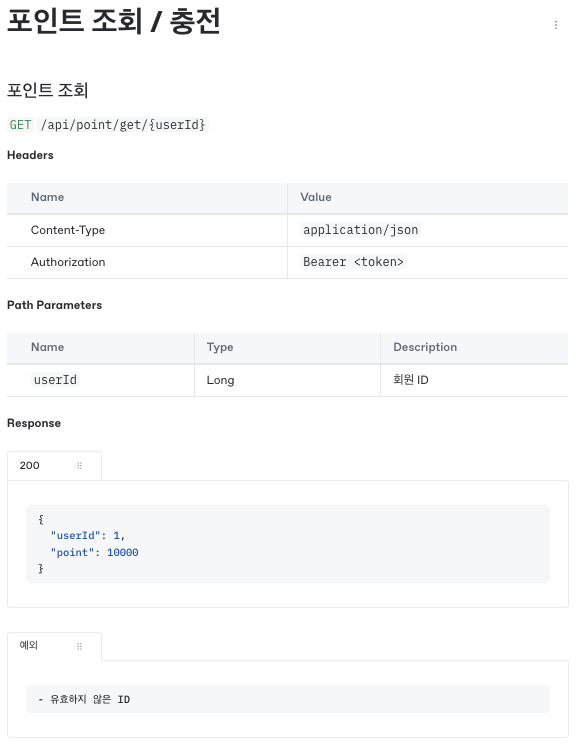 포인트 조회 / 충전
포인트 조회
GET /api/point/get/{userId}
Headers
Name Value
Content-Type application/json
Authorization Bearer <token>
Path Parameters
Name Type Description
userId Long 회원 ID
Response
200
{
"userId": 1,
"point": 10000
}
예외
- 유효하지 않은 ID